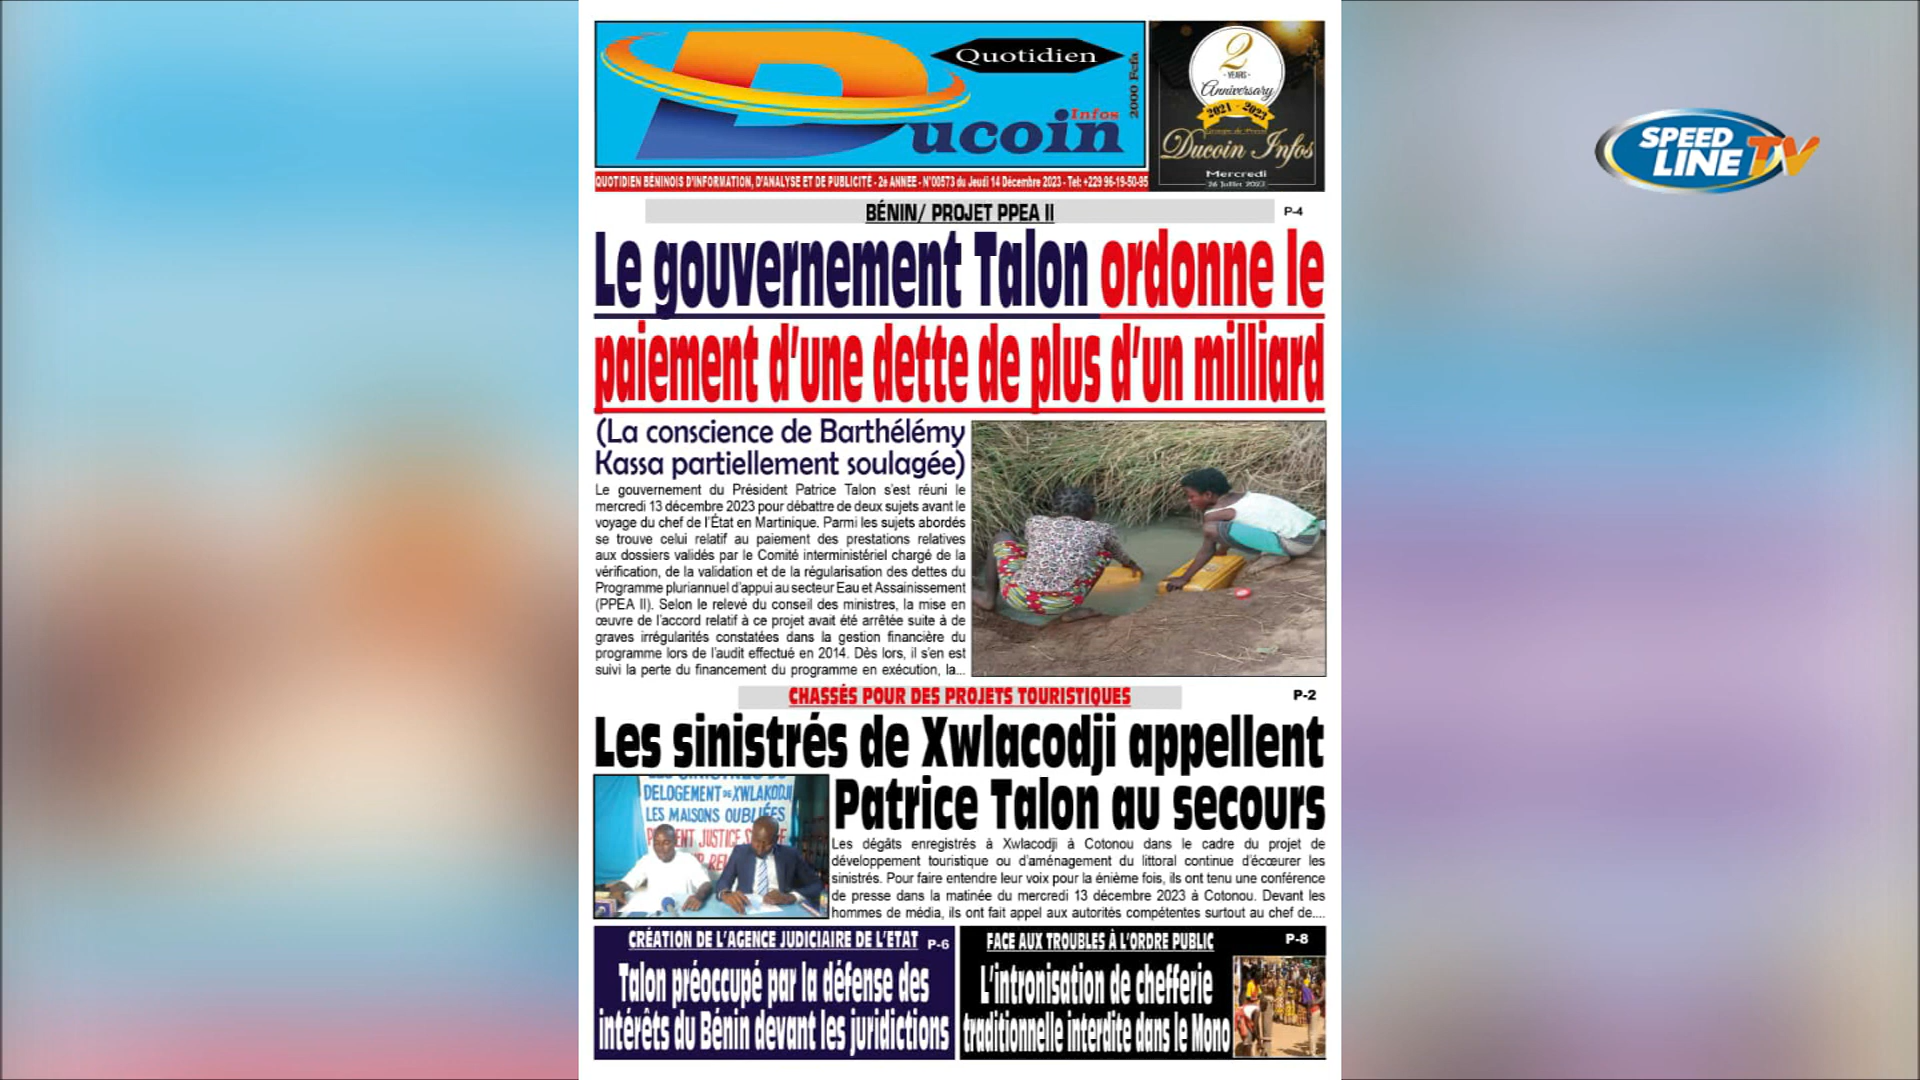 Quotidien
2000 Fcfa
Ducoin
Infos
2
YEARS
Anniversary
2021 - 2023
Groupe de Presse
Ducoin Infos
Mercredi
26 Juillet 2023
SPEED
LINE TV
QUOTIDIEN BÉNINOIS D'INFORMATION, D'ANALYSE ET DE PUBLICITÉ - 2è ANNEE - N°00573 du Jeudi 14 Décembre 2023 - Tel: +229 96-19-50-95
BÉNIN/ PROJET PPEA II
P-4
Le gouvernement Talon ordonne le
paiement d'une dette de plus d'un milliard
(La conscience de Barthélémy
Kassa partiellement soulagée)
Le gouvernement du Président Patrice Talon s'est réuni le
mercredi 13 décembre 2023 pour débattre de deux sujets avant le
voyage du chef de l'État en Martinique. Parmi les sujets abordés
se trouve celui relatif au paiement des prestations relatives
aux dossiers validés par le Comité interministériel chargé de la
vérification, de la validation et de la régularisation des dettes du
Programme pluriannuel d'appui au secteur Eau et Assainissement
(PPEA II). Selon le relevé du conseil des ministres, la mise en
œuvre de l'accord relatif à ce projet avait été arrêtée suite à de
graves irrégularités constatées dans la gestion financière du
programme lors de l'audit effectué en 2014. Dès lors, il s'en est
suivi la perte du financement du programme en exécution, la...
CHASSÉS POUR DES PROJETS TOURISTIQUES
P-2
Les sinistrés de Xwlacodji appellent
Patrice Talon au secours
DELOGEMENT DE XWLAKODJI
LES MAISONS OUBLIÉES
JUSTICE
Les dégâts enregistrés à Xwlacodji à Cotonou dans le cadre du projet de
développement touristique ou d'aménagement du littoral continue d'écœurer les
sinistrés. Pour faire entendre leur voix pour la énième fois, ils ont tenu une conférence
de presse dans la matinée du mercredi 13 décembre 2023 à Cotonou. Devant les
hommes de média, ils ont fait appel aux autorités compétentes surtout au chef de....
CRÉATION DE L'AGENCE JUDICIAIRE DE L'ETAT
P-6
Talon préoccupé par la défense des
intérêts du Bénin devant les juridictions
FACE AUX TROUBLES À L'ORDRE PUBLIC
P-8
L'intronisation de chefferie
traditionnelle interdite dans le Mono